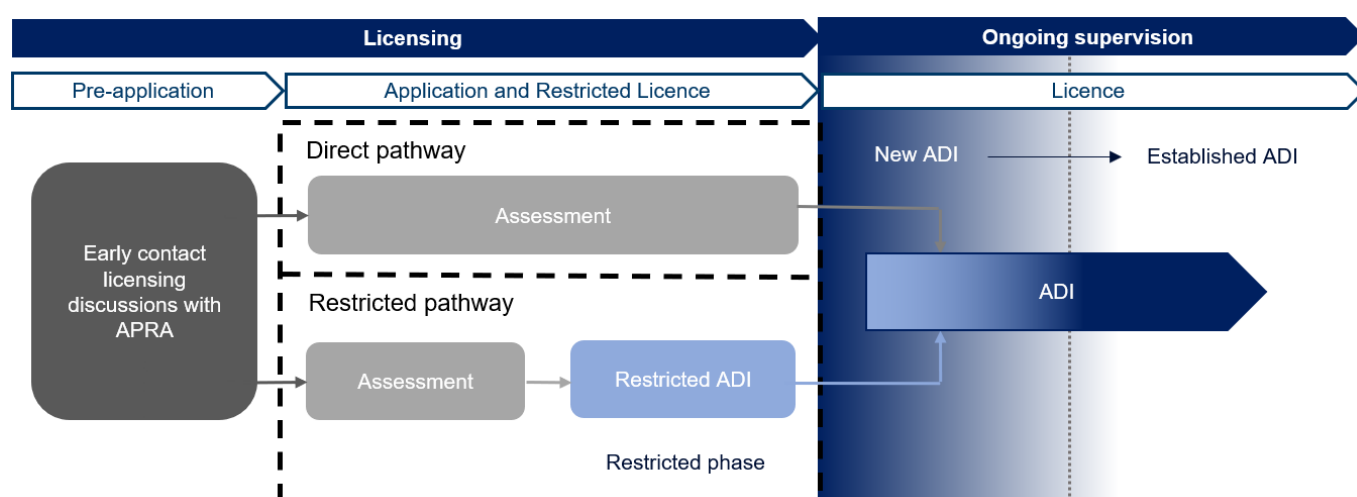 Licensing
Ongoing supervision
Pre-application
Application and Restricted Licence
Licence
Direct pathway
New ADI
Established ADI
Assessment
Early contact
licensing
discussions with
APRA
ADI
Restricted pathway
Assessment
Restricted ADI
Restricted phase